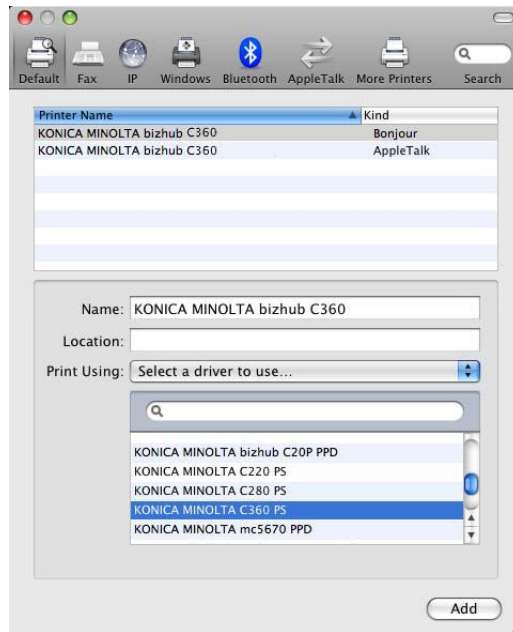 Default Fax IP Windows Bluetooth AppleTalk More Printers Search
Printer Name Kind
KONICA MINOLTA bizhub C360 Bonjour
KONICA MINOLTA bizhub C360 AppleTalk
Name: KONICA MINOLTA bizhub C360
Location:
Print Using: Select a driver to use...
KONICA MINOLTA bizhub C20P PPD
KONICA MINOLTA C220 PS
KONICA MINOLTA C280 PS
KONICA MINOLTA C360 PS
KONICA MINOLTA mc5670 PPD
Add